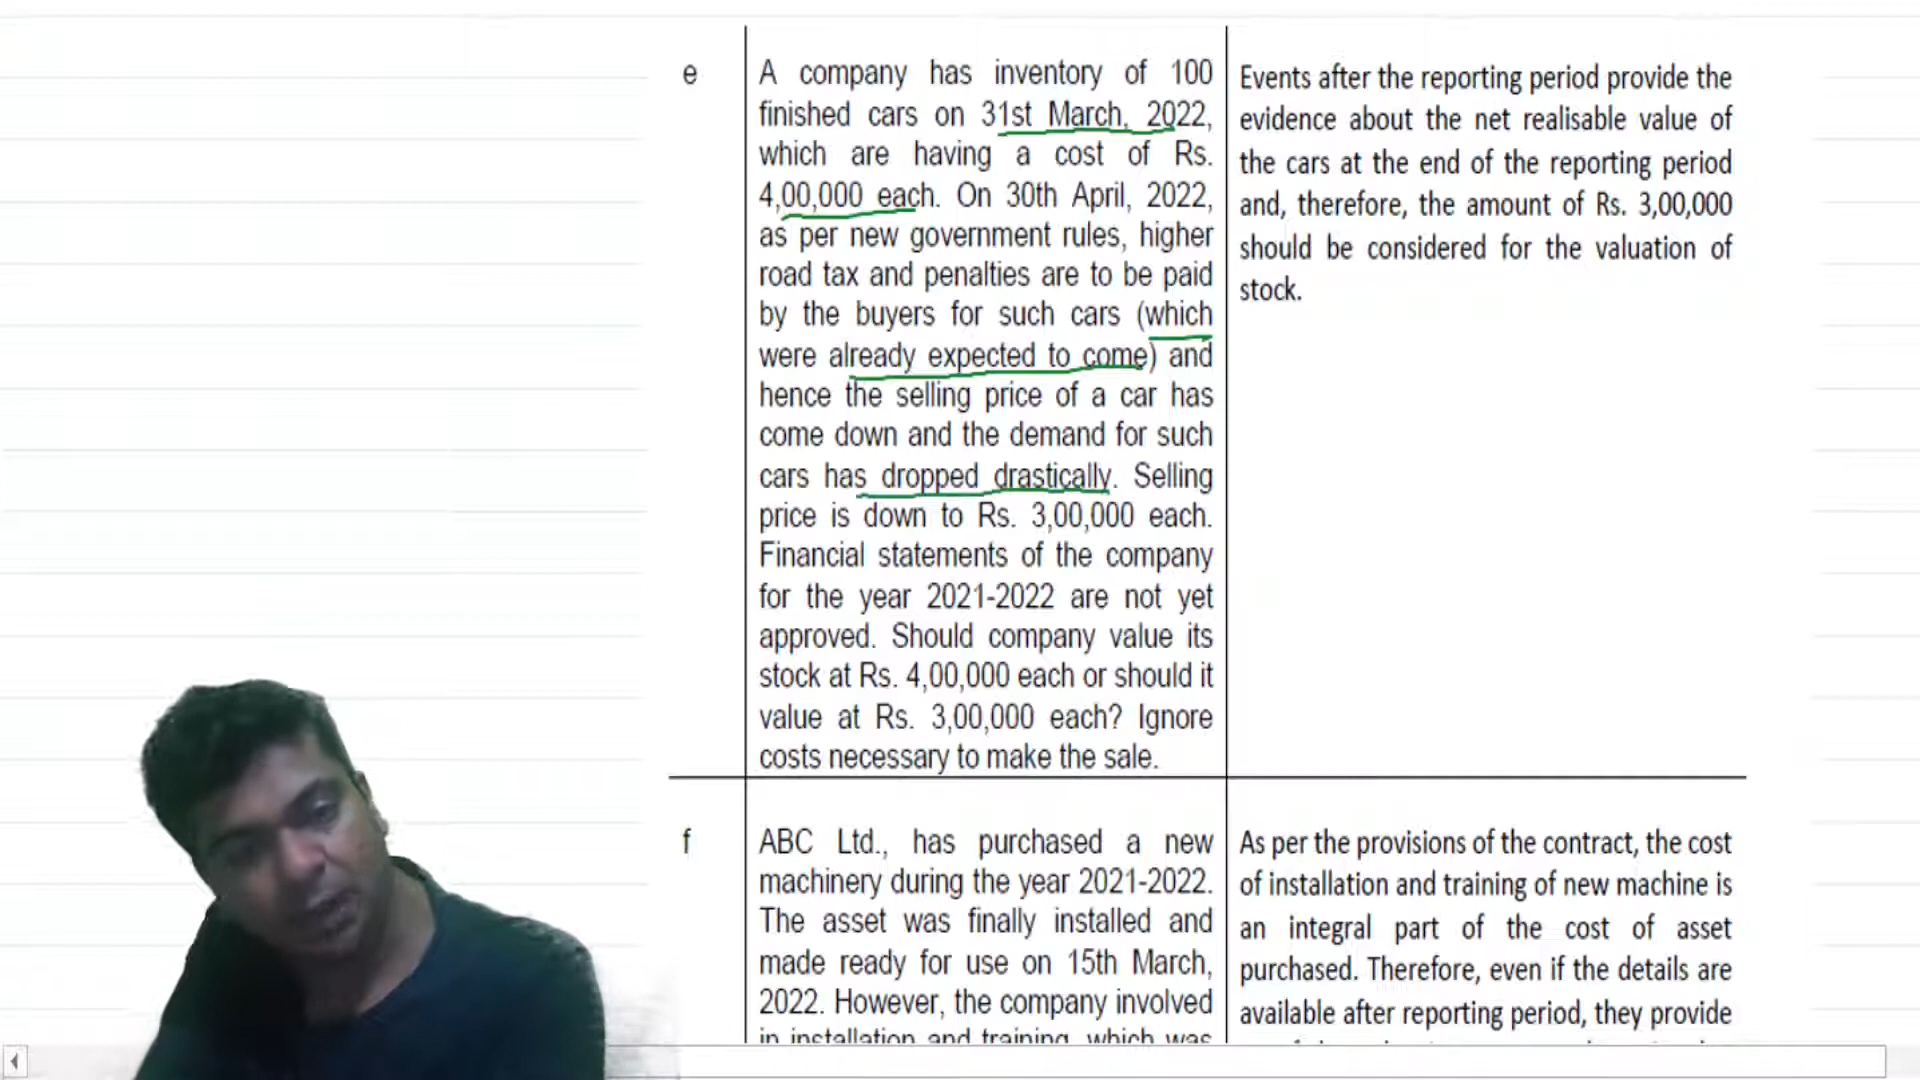 e
A company has inventory of 100
finished cars on 31st March, 2022,
which are having a cost of Rs.
4,00,000 each. On 30th April, 2022,
as per new government rules, higher
road tax and penalties are to be paid
by the buyers for such cars (which
were already expected to come) and
hence the selling price of a car has
come down and the demand for such
cars has dropped drastically. Selling
price is down to Rs. 3,00,000 each.
Financial statements of the company
for the year 2021-2022 are not yet
approved. Should company value its
stock at Rs. 4,00,000 each or should it
value at Rs. 3,00,000 each? Ignore
costs necessary to make the sale.
Events after the reporting period provide the
evidence about the net realisable value of
the cars at the end of the reporting period
and, therefore, the amount of Rs. 3,00,000
should be considered for the valuation of
stock.
f
ABC Ltd., has purchased a new
machinery during the year 2021-2022.
The asset was finally installed and
made ready for use on 15th March,
2022. However, the company involved
in installation and training, which was
As per the provisions of the contract, the cost
of installation and training of new machine is
an integral part of the cost of asset
purchased. Therefore, even if the details are
available after reporting period, they provide